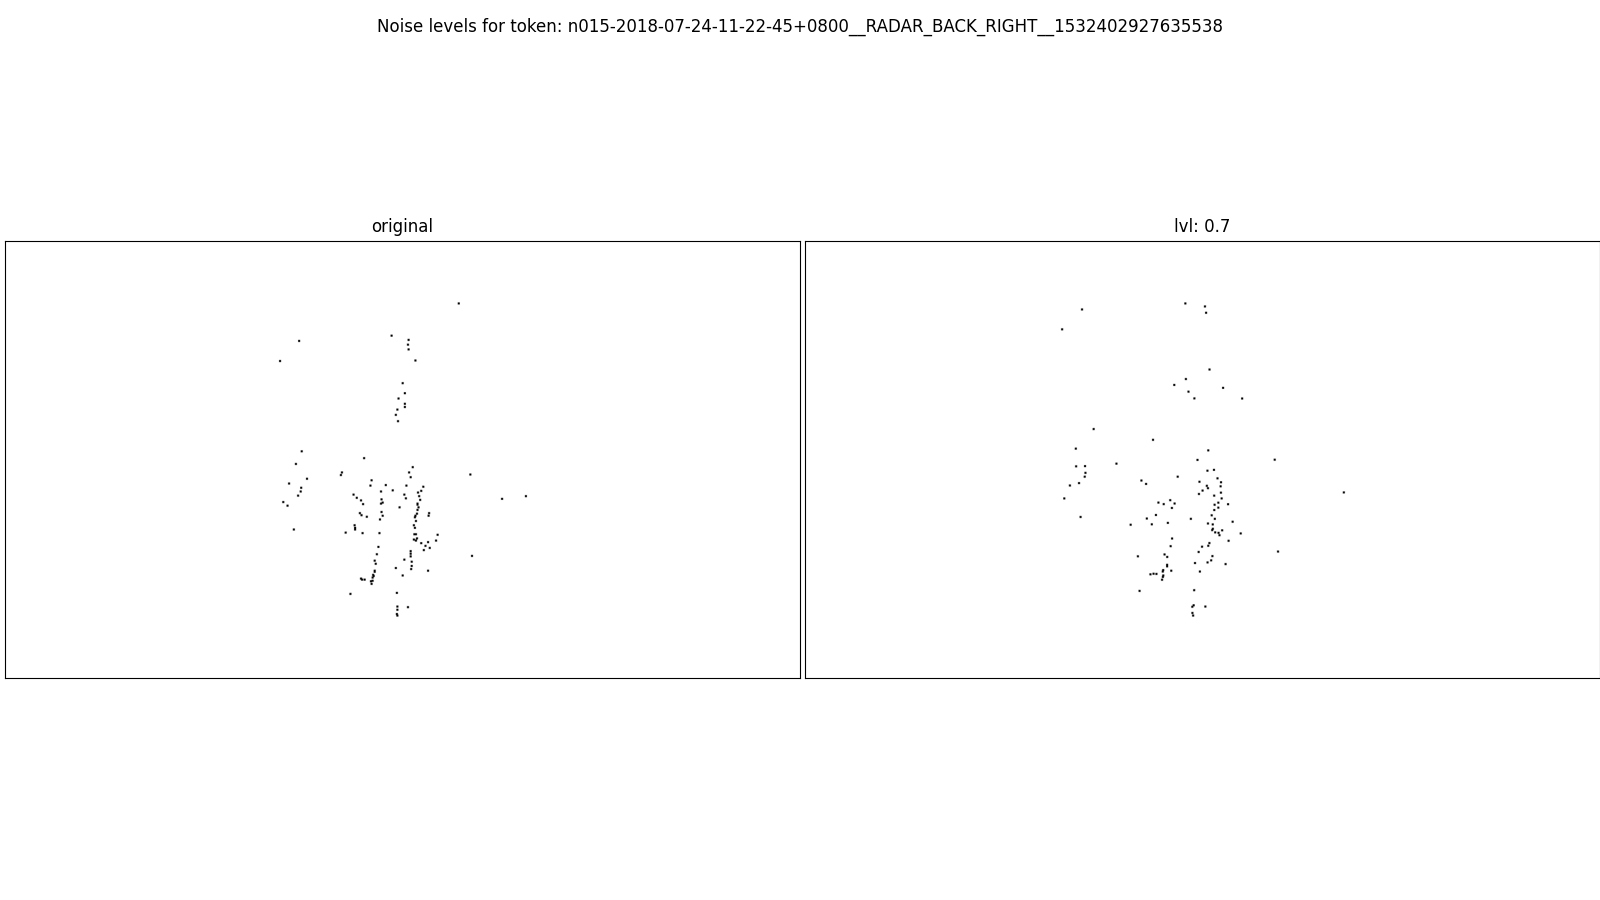 Noise levels for token: n015-2018-07-24-11-22-45+0800__RADAR_BACK_RIGHT__1532402927635538
original
lvl: 0.7